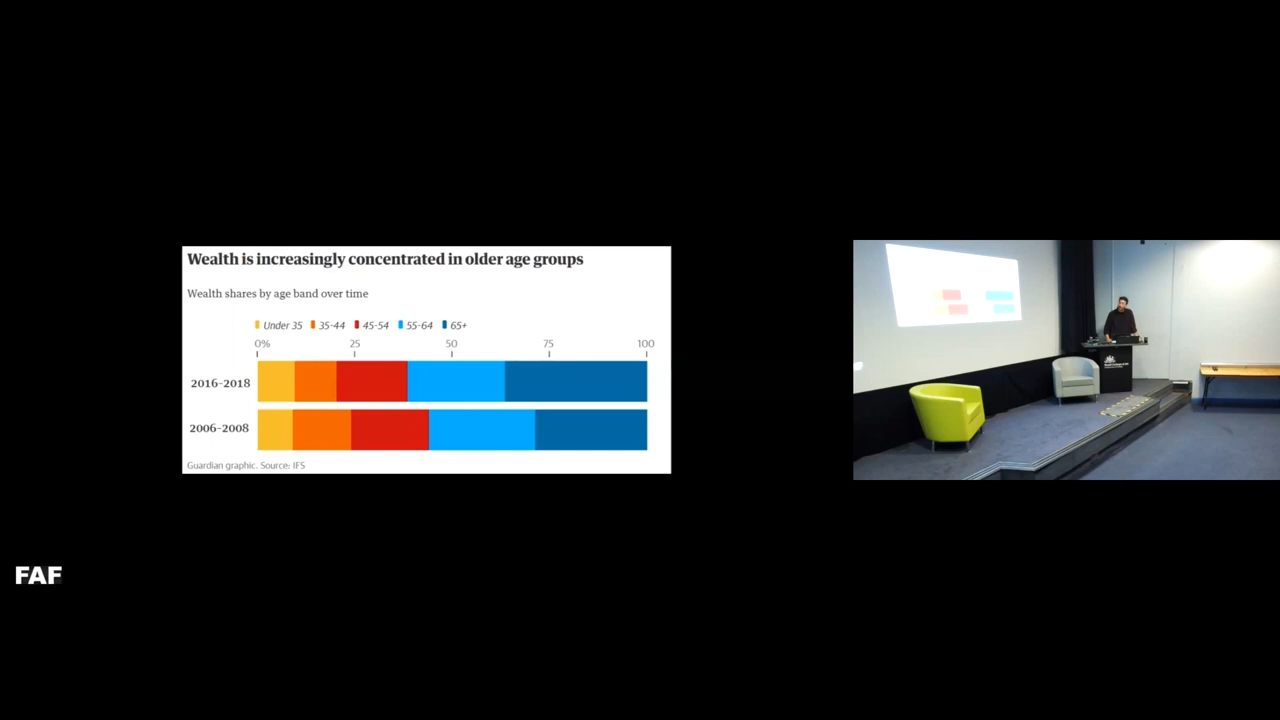 Wealth is increasingly concentrated in older age groups
Wealth shares by age band over time
Under 35 35-44 45-54 55-64 65+
0% 25 50 75 100
2016-2018
2006-2008
Guardian graphic. Source: IFS
FAF